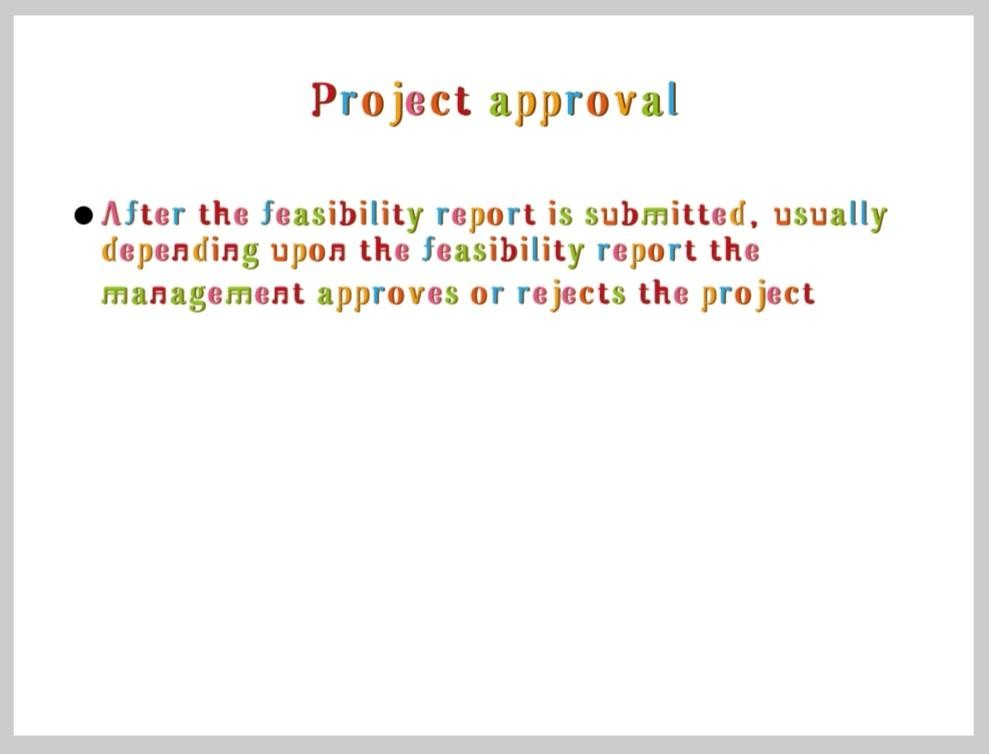 Project approval
● After the feasibility report is submitted, usually
depending upon the feasibility report the
management approves or rejects the project